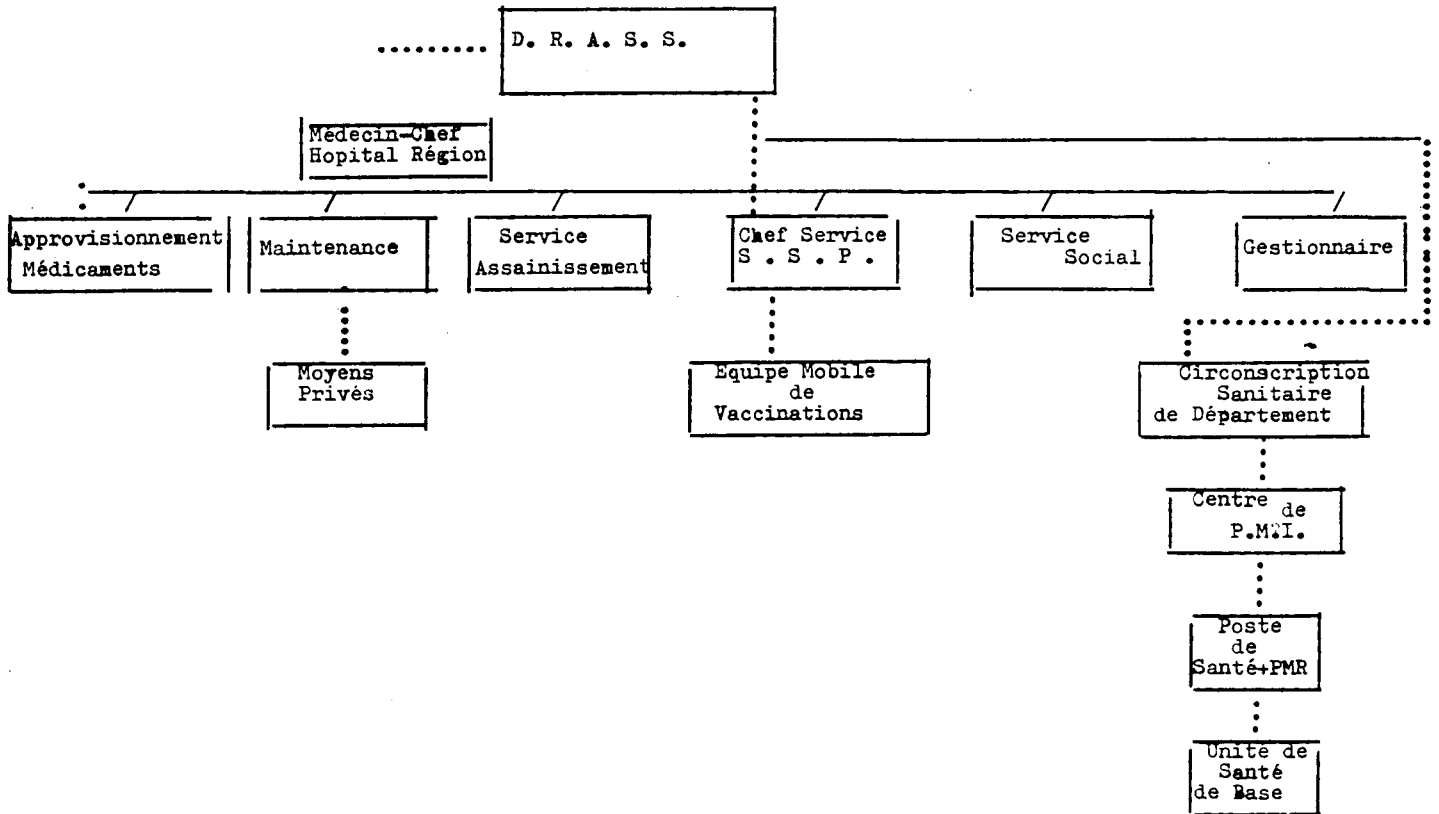 D. R. A. S. S.
Médecin-Chef
Hopital Région
Approvisionnement
Médicaments
Maintenance
Service
Assainissement
Chef Service
S . S . P .
Service
Social
Gestionnaire
Moyens
Privés
Equipe Mobile
de
Vaccinations
Circonscription
Sanitaire
de Département
Centre
de
P.M.I.
Poste
de
Santé+PMR
Unité de
Santé
de Base